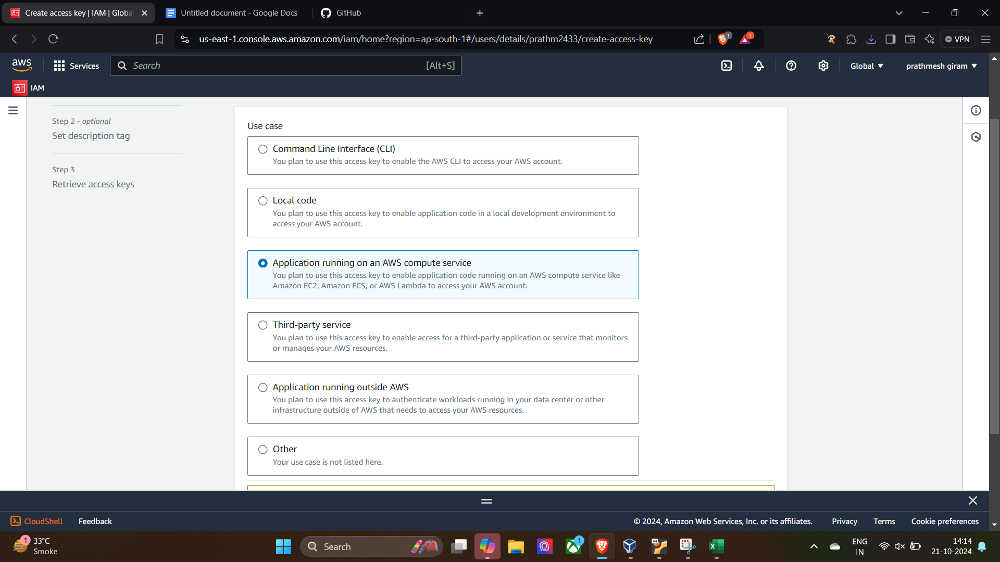 Create access key | IAM | Globa
Untitled document - Google Docs
GitHub
us-east-1.console.aws.amazon.com/iam/home?region=ap-south-1#/users/details/prathm2433/create-access-key
1
1
VPN
aws
Services
Search
[Alt+S]
Global
prathmesh giram
IAM
Step 2 - optional
Set description tag
Step 3
Retrieve access keys
Use case
Command Line Interface (CLI)
You plan to use this access key to enable the AWS CLI to access your AWS account.
Local code
You plan to use this access key to enable application code in a local development environment to
access your AWS account.
Application running on an AWS compute service
You plan to use this access key to enable application code running on an AWS compute service like
Amazon EC2, Amazon ECS, or AWS Lambda to access your AWS account.
Third-party service
You plan to use this access key to enable access for a third-party application or service that monitors
or manages your AWS resources.
Application running outside AWS
You plan to use this access key to authenticate workloads running in your data center or other
infrastructure outside of AWS that needs to access your AWS resources.
Other
Your use case is not listed here.
CloudShell
Feedback
© 2024, Amazon Web Services, Inc. or its affiliates.
Privacy
Terms
Cookie preferences
1
33°C
Smoke
Search
1
64
ENG
IN
14:14
21-10-2024